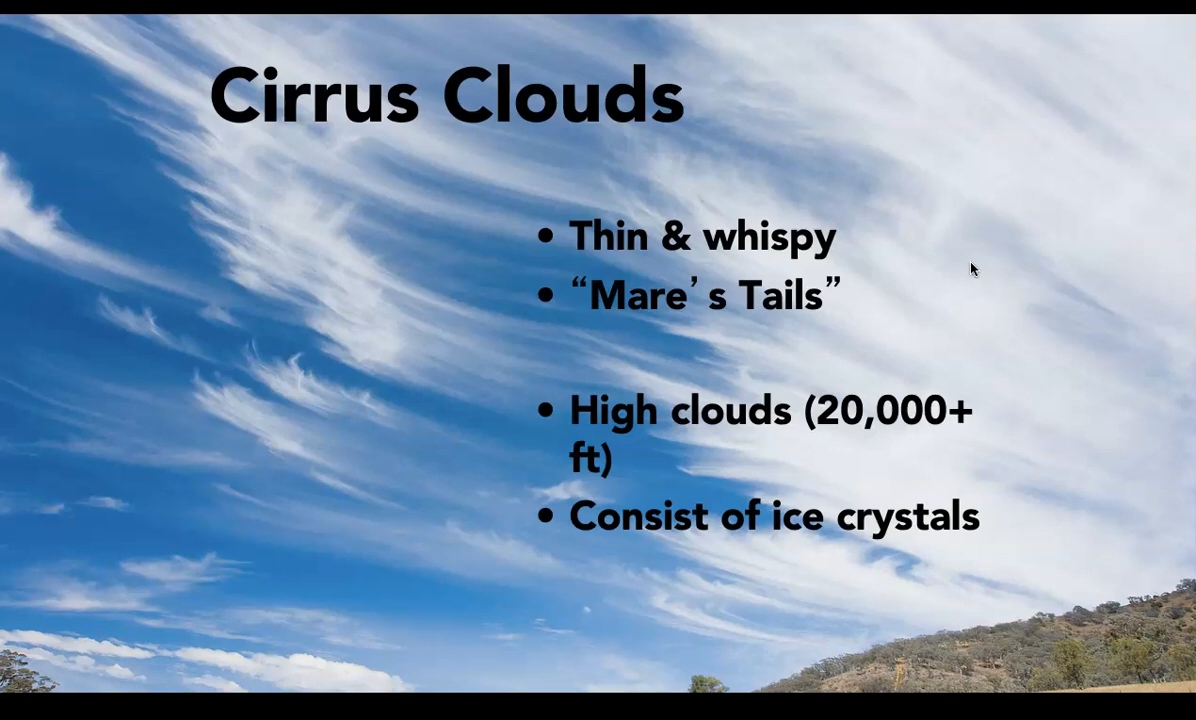 Cirrus Clouds
• Thin & whispy
• “Mare’ s Tails”
• High clouds (20,000+
ft)
• Consist of ice crystals